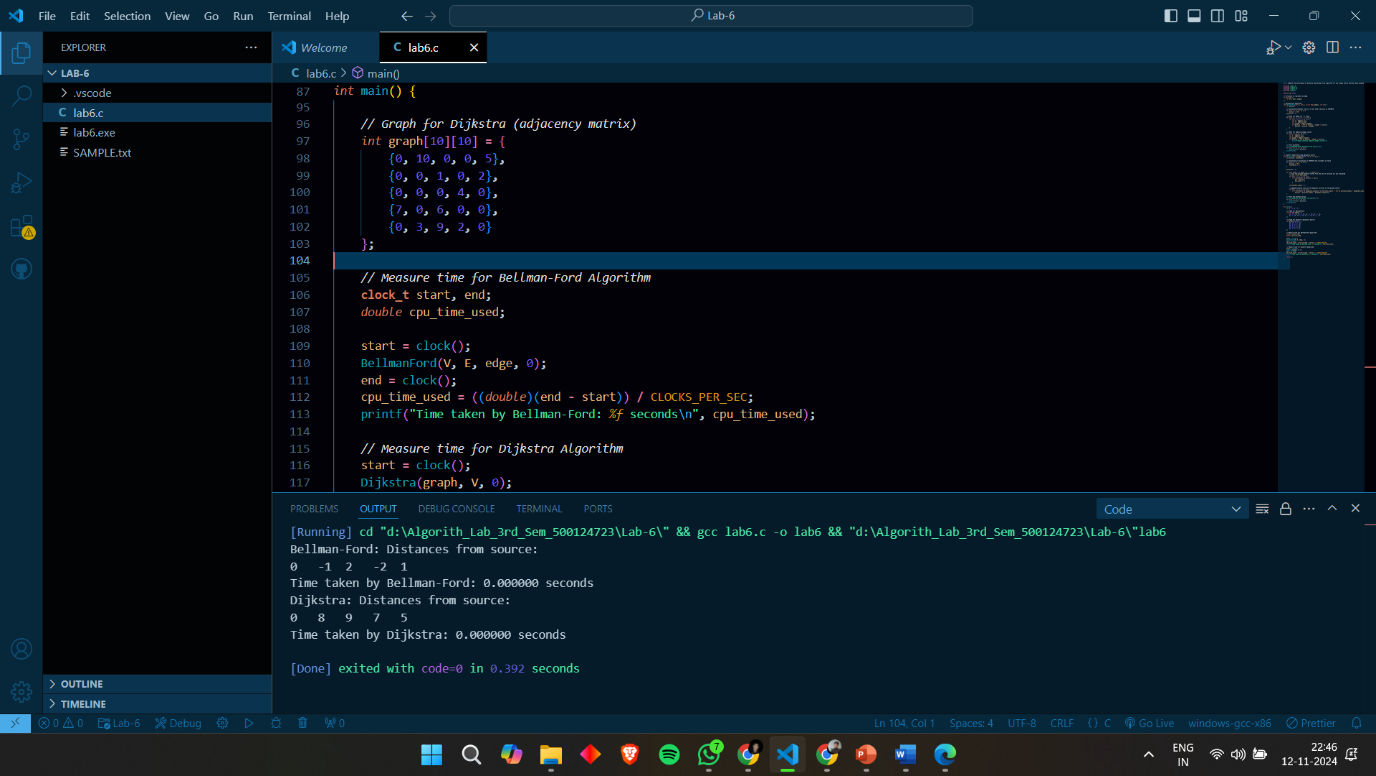 File Edit Selection View Go Run Terminal Help
Lab-6
EXPLORER
LAB-6
.vscode
C lab6.c
lab6.exe
SAMPLE.txt
OUTLINE
TIMELINE
Welcome
C lab6.c
C lab6.c > main()
87 int main() {
95
96 // Graph for Dijkstra (adjacency matrix)
97 int graph[10][10] = {
98 {0, 10, 0, 0, 5},
99 {0, 0, 1, 0, 2},
100 {0, 0, 0, 4, 0},
101 {7, 0, 6, 0, 0},
102 {0, 3, 9, 2, 0}
103 };
104
105 // Measure time for Bellman-Ford Algorithm
106 clock_t start, end;
107 double cpu_time_used;
108
109 start = clock();
110 BellmanFord(V, E, edge, 0);
111 end = clock();
112 cpu_time_used = ((double)(end - start)) / CLOCKS_PER_SEC;
113 printf("Time taken by Bellman-Ford: %f seconds\n", cpu_time_used);
114
115 // Measure time for Dijkstra Algorithm
116 start = clock();
117 Dijkstra(graph, V, 0);
PROBLEMS OUTPUT DEBUG CONSOLE TERMINAL PORTS
Code
[Running] cd "d:\Algorith_Lab_3rd_Sem_500124723\Lab-6\" && gcc lab6.c -o lab6 && "d:\Algorith_Lab_3rd_Sem_500124723\Lab-6\"lab6
Bellman-Ford: Distances from source:
0 -1 2 -2 1
Time taken by Bellman-Ford: 0.000000 seconds
Dijkstra: Distances from source:
0 8 9 7 5
Time taken by Dijkstra: 0.000000 seconds
[Done] exited with code=0 in 0.392 seconds
0 0 Lab-6 Debug 0
Ln 104, Col 1 Spaces: 4 UTF-8 CRLF {} C Go Live windows-gcc-x86 Prettier
7
P
W
ENG
IN
22:46
12-11-2024